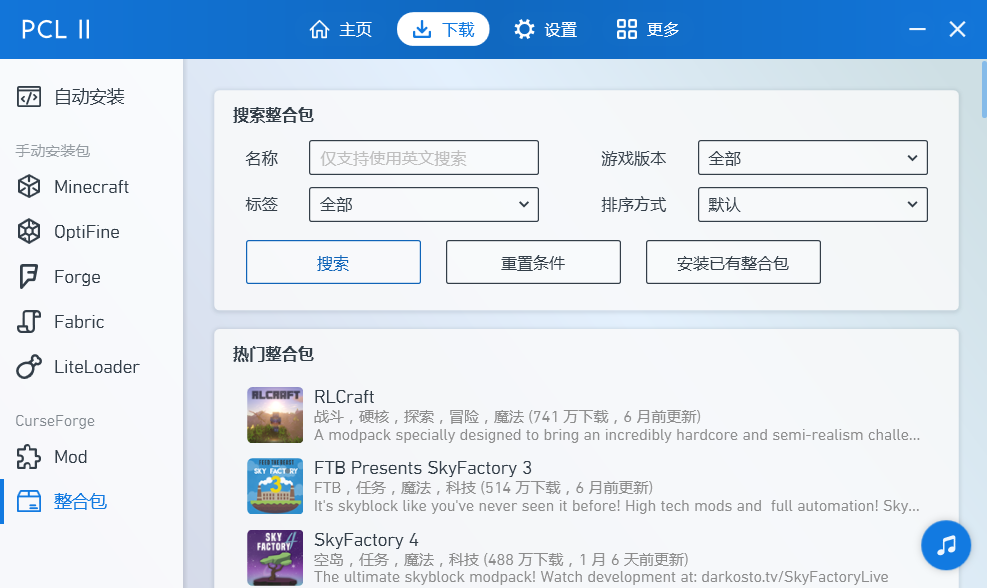 PCL II
主页
下载
设置
更多
自动安装
手动安装包
Minecraft
OptiFine
Forge
Fabric
LiteLoader
CurseForge
Mod
整合包
搜索整合包
名称
仅支持使用英文搜索
游戏版本
全部
标签
全部
排序方式
默认
搜索
重置条件
安装已有整合包
热门整合包
RLCRAFT
RLCraft
战斗，硬核，探索，冒险，魔法 (741 万下载，6 月前更新)
A modpack specially designed to bring an incredibly hardcore and semi-realism challe...
FEED THE BEAST
SKY FACTORY
3
FTB Presents SkyFactory 3
FTB，任务，魔法，科技 (514 万下载，6 月前更新)
It's skyblock like you've never seen it before! High tech mods and  full automation! Sky...
SKY
FACTORY
4
SkyFactory 4
空岛，任务，魔法，科技 (488 万下载，1 月 6 天前更新)
The ultimate skyblock modpack! Watch development at: darkosto.tv/SkyFactoryLive